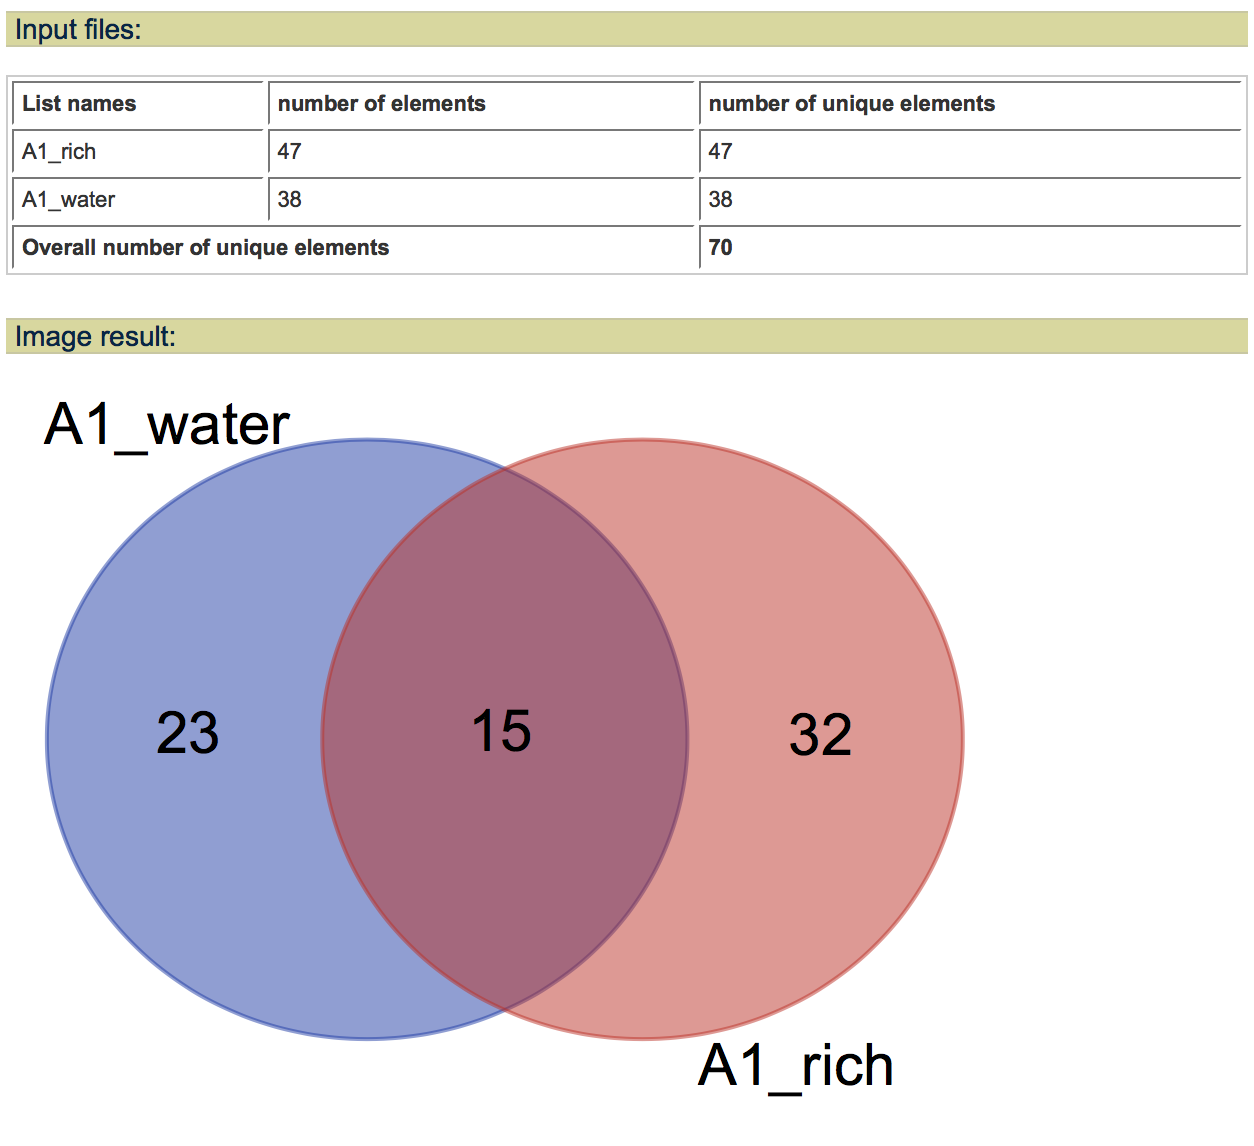 Input files:
List names number of elements number of unique elements
A1_rich 47 47
A1_water 38 38
Overall number of unique elements 70
Image result:
A1_water
23 15 32
A1_rich